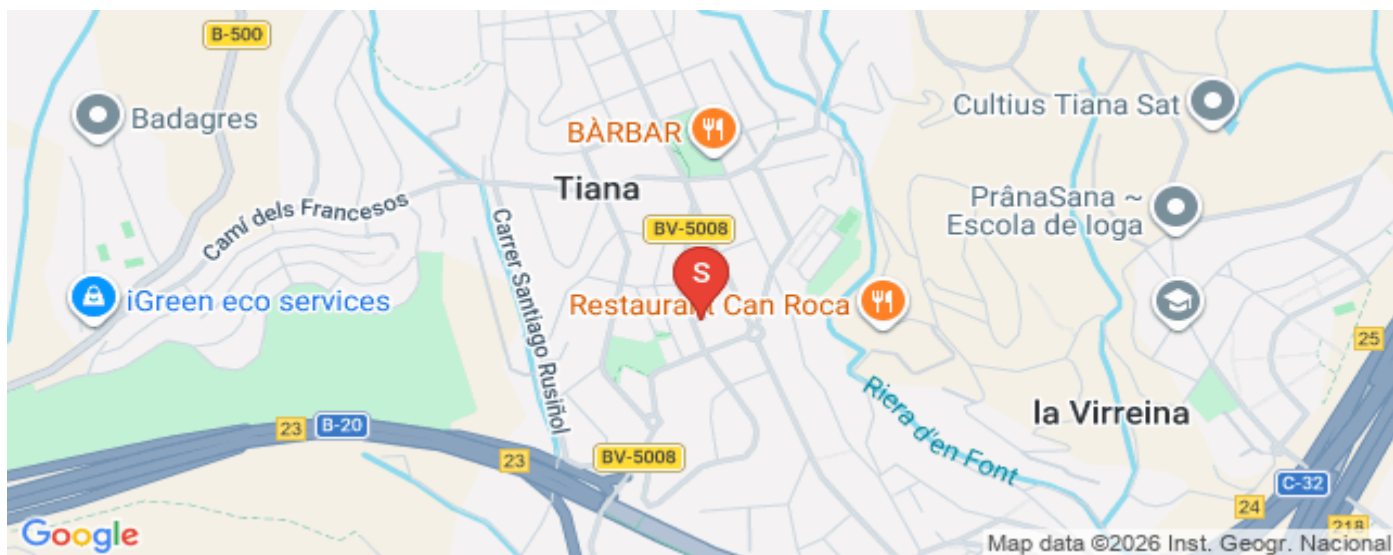 B-500
Badagres
BÀRBAR
Cultius Tiana Sat
Tiana
Camí dels Francesos
PrânaSana ~
Escola de Ioga
BV-5008
Carrer Santiago Rusiñol
S
iGreen eco services
Restaurant Can Roca
25
Riera d'en Font
la Virreina
23
B-20
23
BV-5008
C-32
24
218
Google
Map data ©2026 Inst. Geogr. Nacional